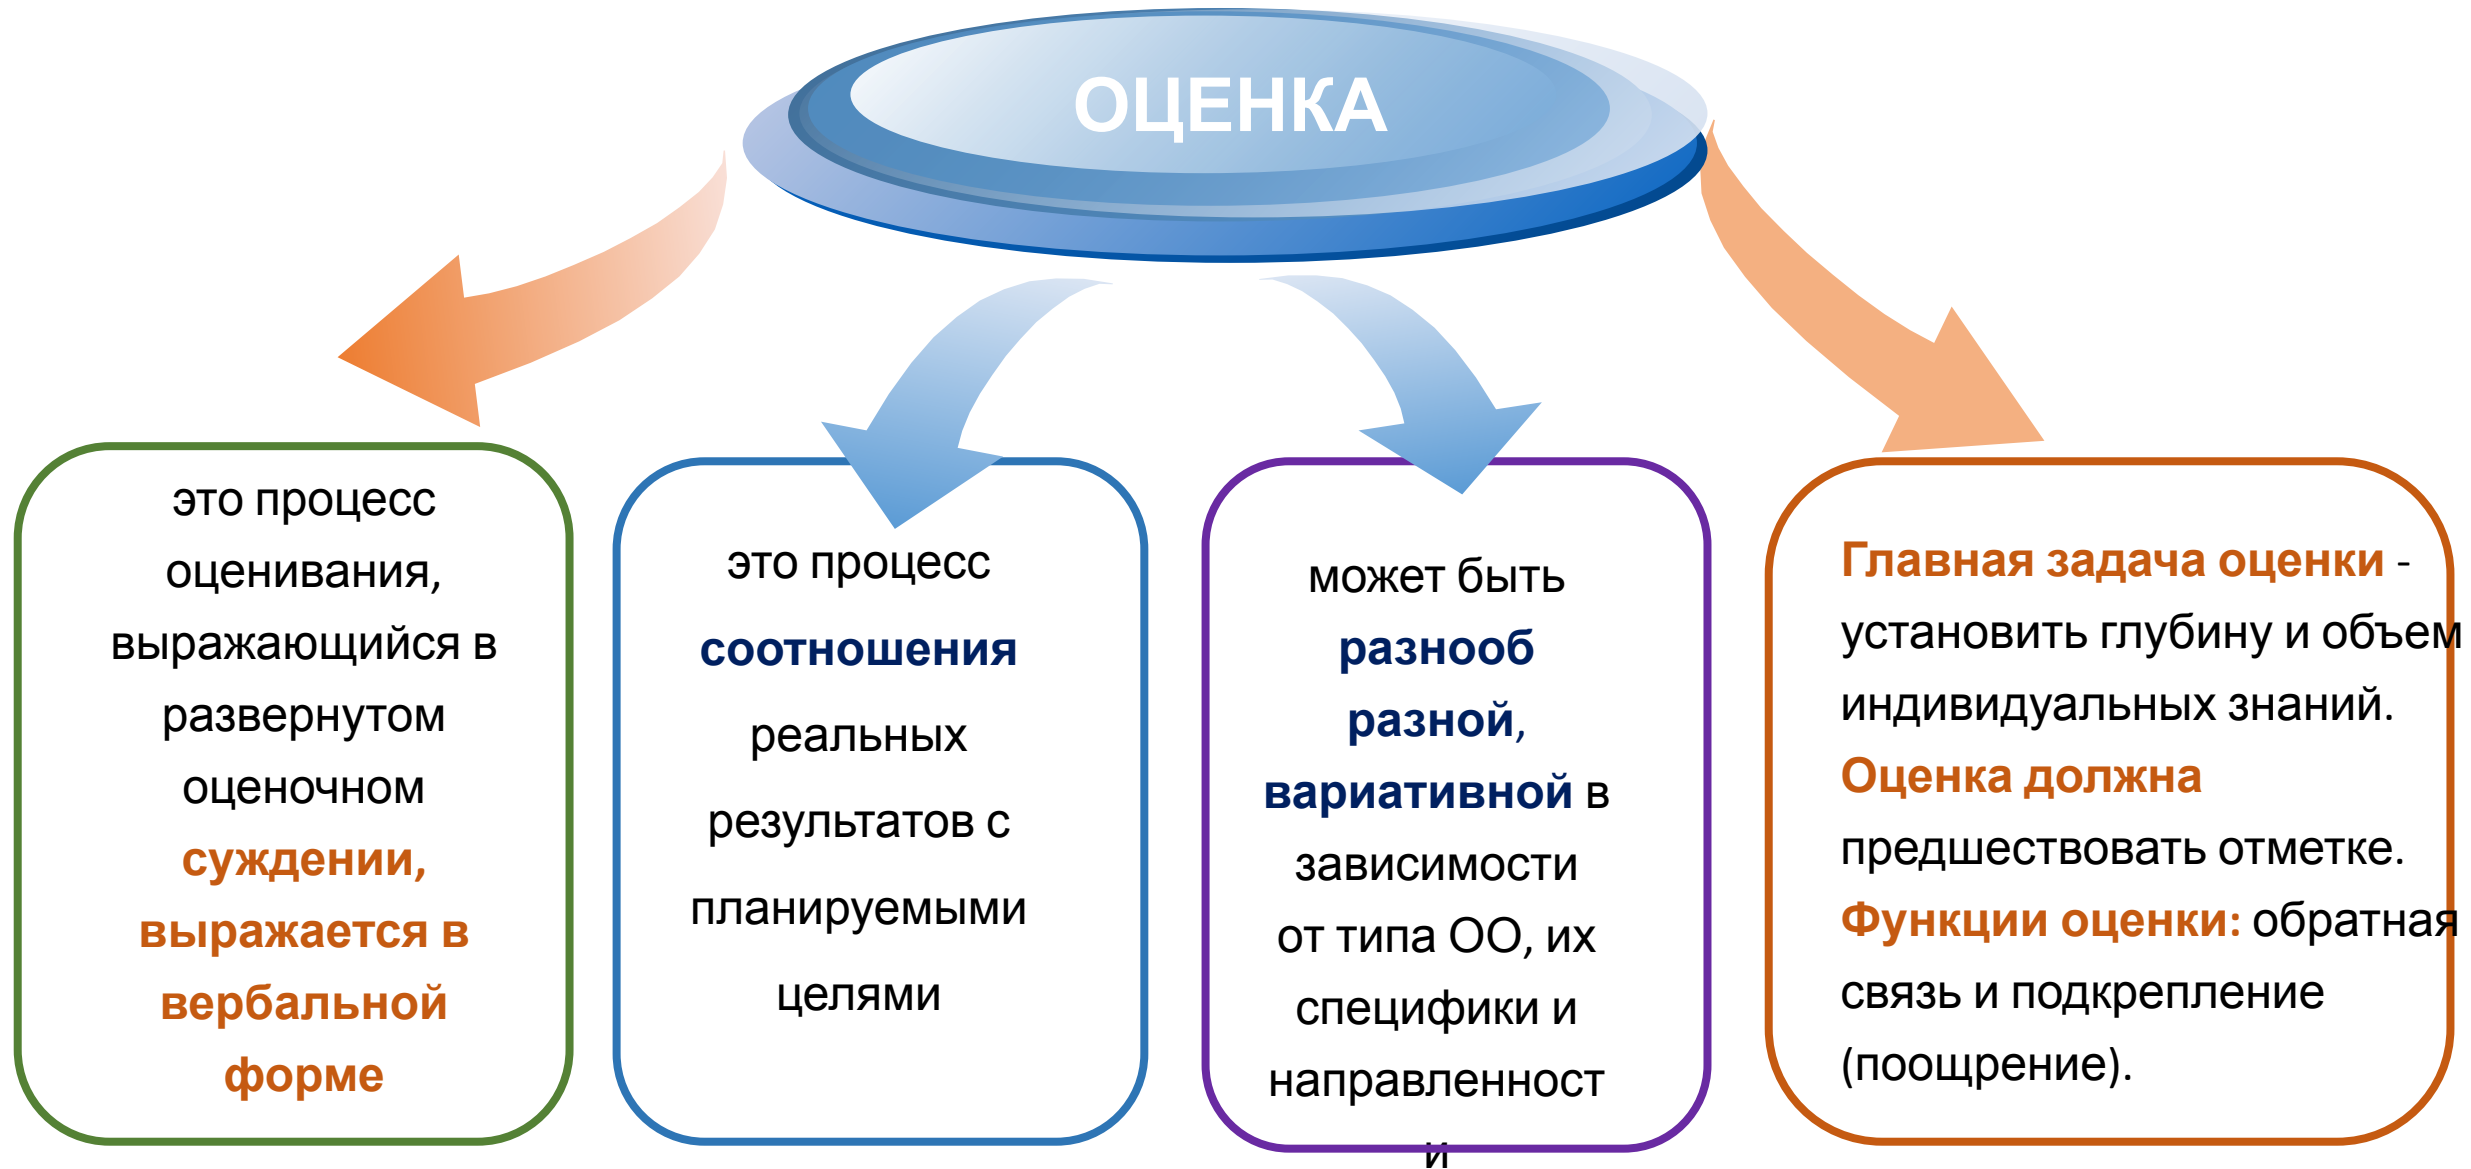 ОЦЕНКА
это процесс
оценивания,
выражающийся в
развернутом
оценочном
суждении,
выражается в
вербальной
форме
это процесс
соотношения
реальных
результатов с
планируемыми
целями
может быть
разнооб
разной,
вариативной в
зависимости
от типа ОО, их
специфики и
направленност
и
Главная задача оценки -
установить глубину и объем
индивидуальных знаний.
Оценка должна
предшествовать отметке.
Функции оценки: обратная
связь и подкрепление
(поощрение).